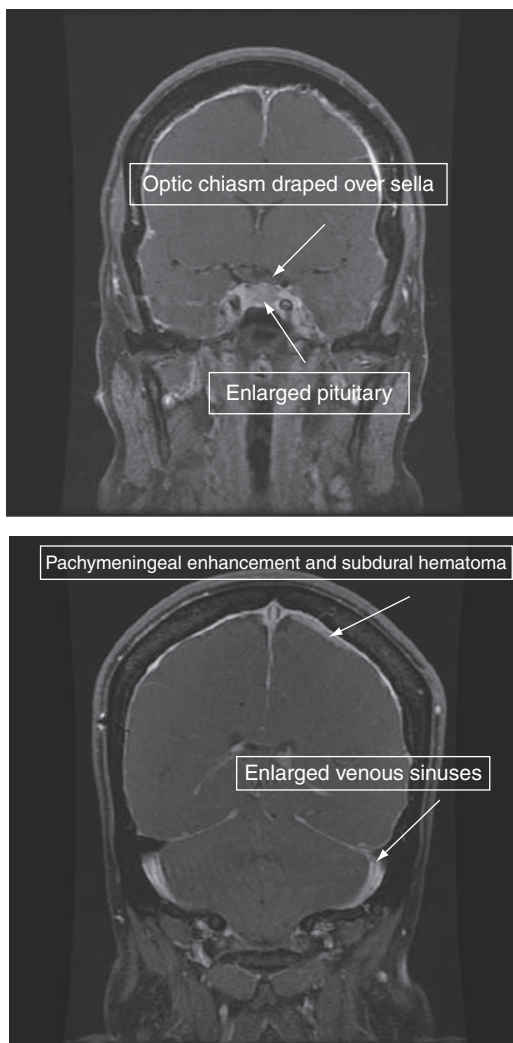 Optic chiasm draped over sella
Enlarged pituitary
Pachymeningeal enhancement and subdural hematoma
Enlarged venous sinuses